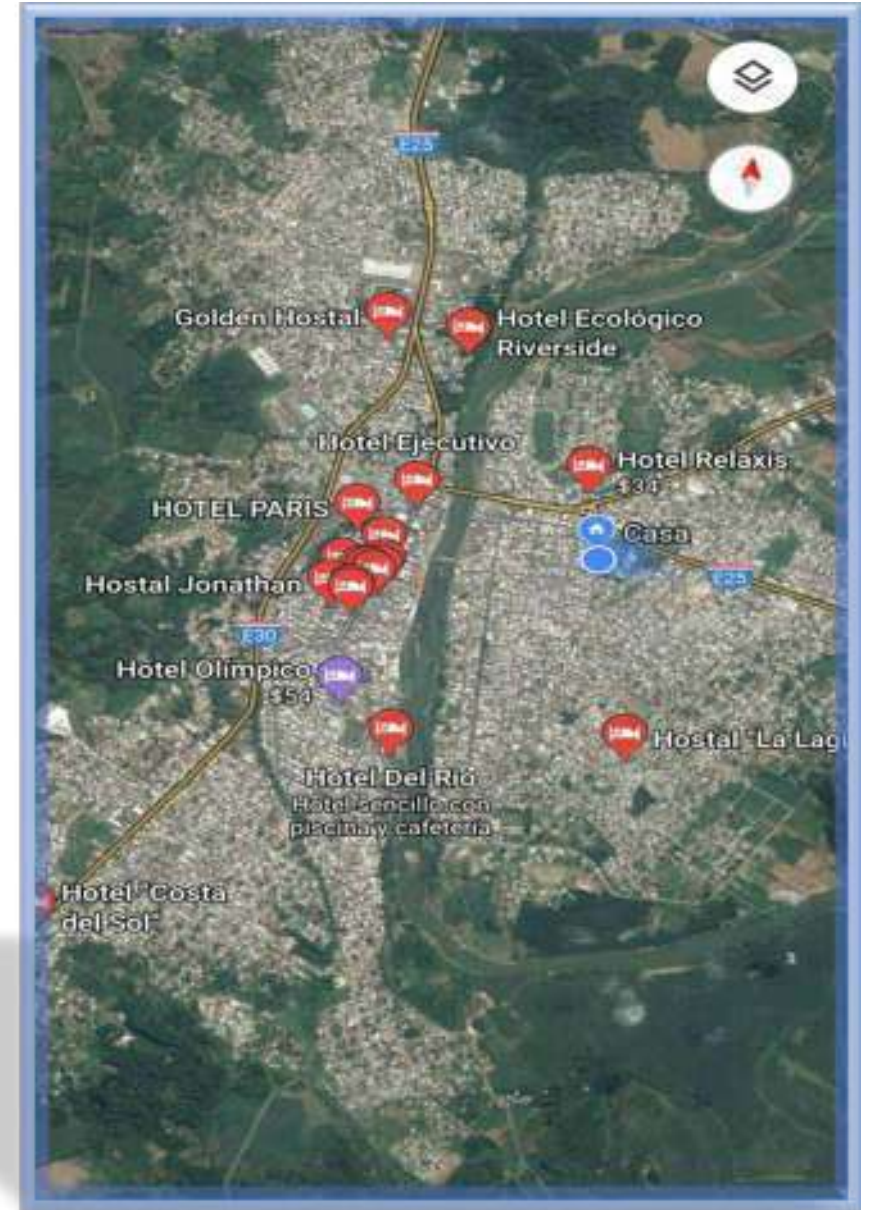 E25
Golden Hostal
Hotel Ecológico
Riverside
Hotel Ejecutivo
Hotel Relaxis
$34
HOTEL PARIS
Casa
Hostal Jonathan
E25
E30
Hotel Olímpico
$54
Hostal "La Lag
Hotel Del Rio
Hotel sencillo con
piscina y cafetería
Hotel "Costa
del Sol"